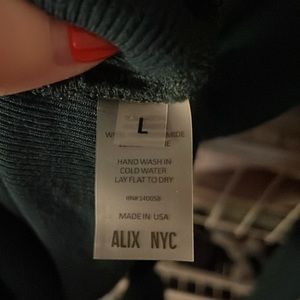 L
HAND WASH IN
COLD WATER
LAY FLAT TO DRY
MADE IN USA
ALIX NYC